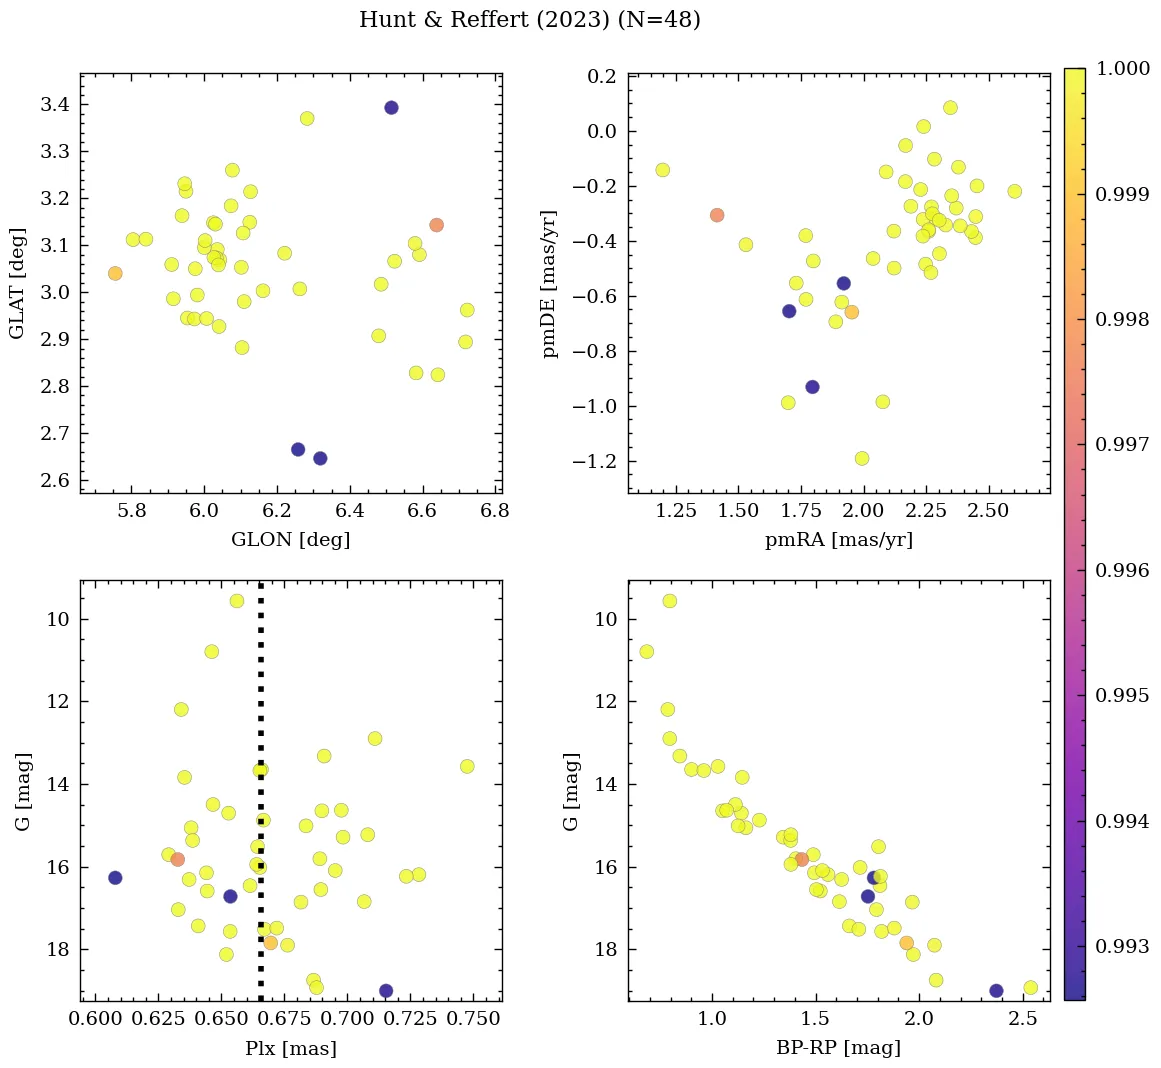 Hunt & Reffert (2023) (N=48)
3.4
3.3
3.2
3.1
3.0
2.9
2.8
2.7
2.6
GLAT [deg]
5.8 6.0 6.2 6.4 6.6 6.8
GLON [deg]
0.2
0.0
−0.2
−0.4
−0.6
−0.8
−1.0
−1.2
pmDE [mas/yr]
1.25 1.50 1.75 2.00 2.25 2.50
pmRA [mas/yr]
10
12
14
16
18
G [mag]
0.600 0.625 0.650 0.675 0.700 0.725 0.750
Plx [mas]
10
12
14
16
18
G [mag]
1.0 1.5 2.0 2.5
BP-RP [mag]
1.000
0.999
0.998
0.997
0.996
0.995
0.994
0.993